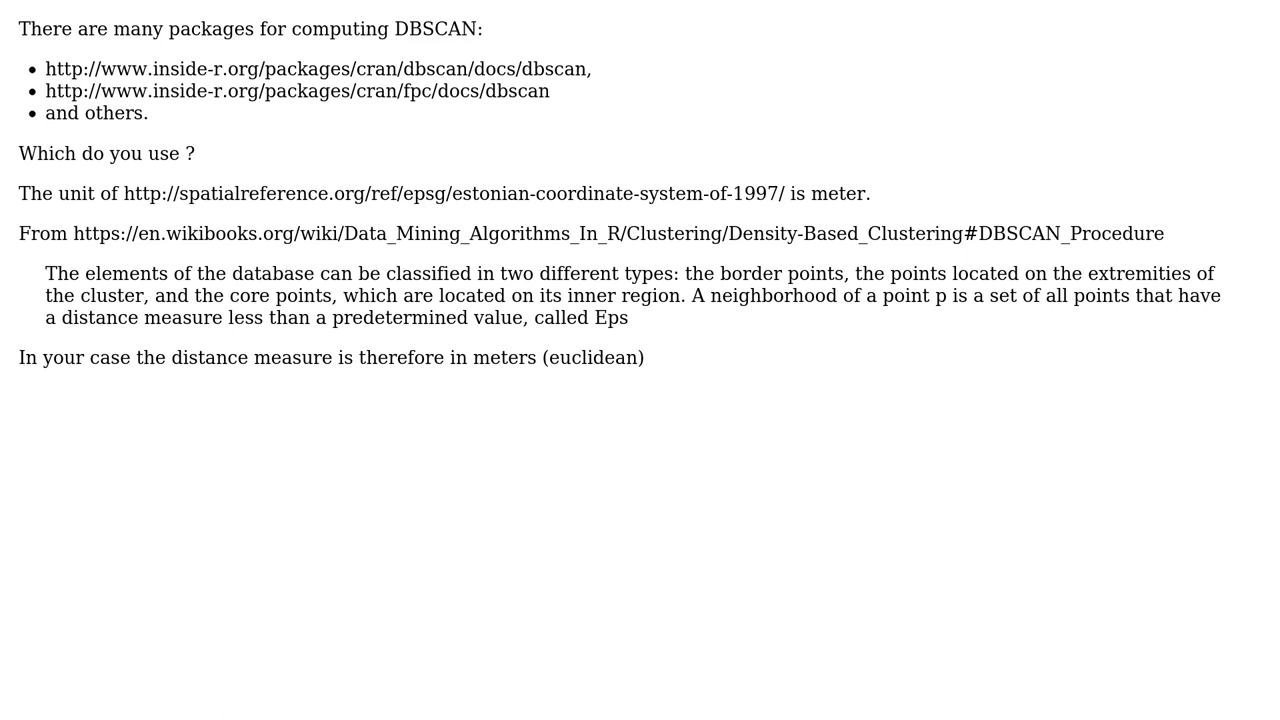 There are many packages for computing DBSCAN:
• http://www.inside-r.org/packages/cran/dbscan/docs/dbscan,
• http://www.inside-r.org/packages/cran/fpc/docs/dbscan
• and others.
Which do you use ?
The unit of http://spatialreference.org/ref/epsg/estonian-coordinate-system-of-1997/ is meter.
From https://en.wikibooks.org/wiki/Data_Mining_Algorithms_In_R/Clustering/Density-Based_Clustering#DBSCAN_Procedure
The elements of the database can be classified in two different types: the border points, the points located on the extremities of
the cluster, and the core points, which are located on its inner region. A neighborhood of a point p is a set of all points that have
a distance measure less than a predetermined value, called Eps
In your case the distance measure is therefore in meters (euclidean)